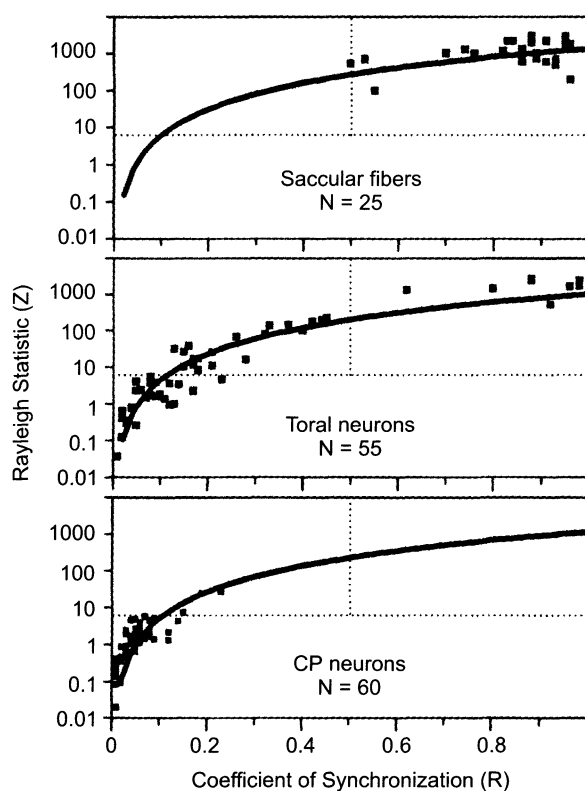 1000
100
10
1
0.1
0.01
Saccular fibers
N = 25
Rayleigh Statistic (Z)
1000
100
10
1
0.1
0.01
Toral neurons
N = 55
1000
100
10
1
0.1
0.01
CP neurons
N = 60
0 0.2 0.4 0.6 0.8
Coefficient of Synchronization (R)